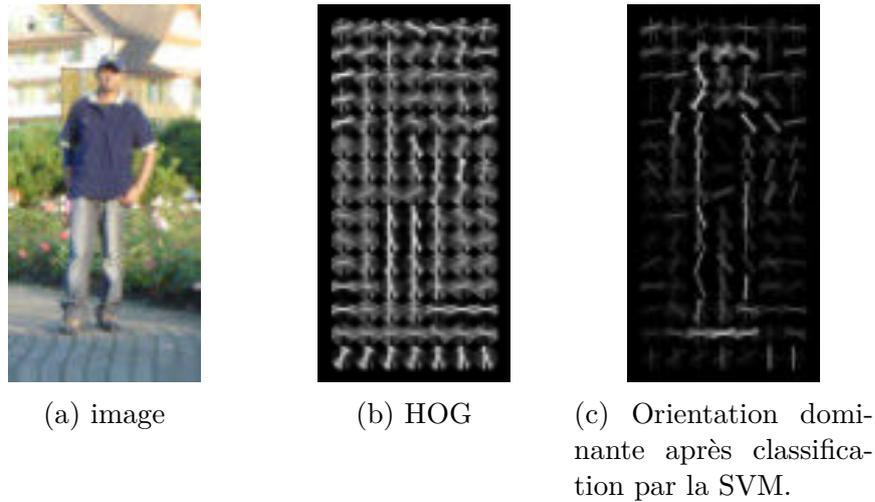 (a) image
(b) HOG
(c) Orientation domi-
nante après classifica-
tion par la SVM.